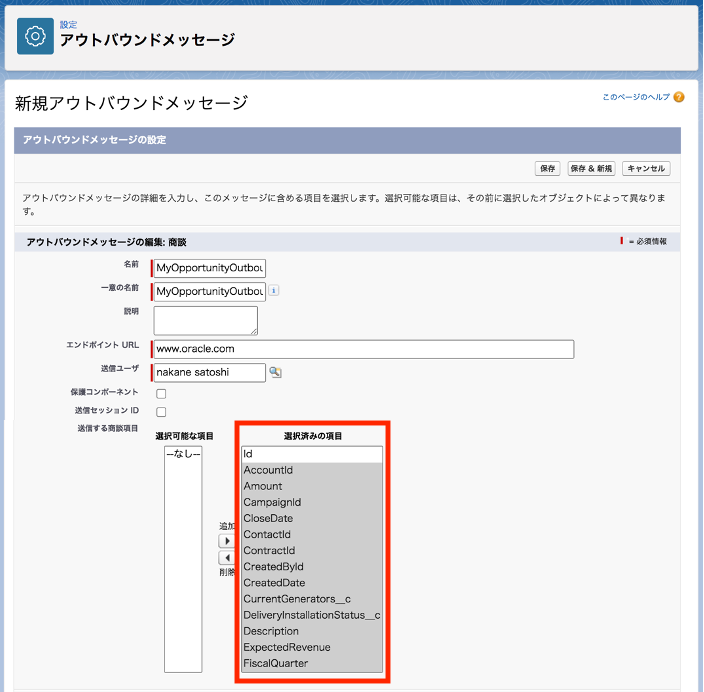 設定
アウトバウンドメッセージ
新規アウトバウンドメッセージ
このページのヘルプ ?
アウトバウンドメッセージの設定
保存 保存 & 新規 キャンセル
アウトバウンドメッセージの詳細を入力し、このメッセージに含める項目を選択します。選択可能な項目は、その前に選択したオブジェクトによって異なりま
す。
アウトバウンドメッセージの編集: 商談
= 必須情報
名前 MyOpportunityOutbou
一意の名前 MyOpportunityOutbou i
説明
エンドポイント URL www.oracle.com
送信ユーザ nakane satoshi
保護コンポーネント
送信セッション ID
送信する商談項目
選択可能な項目
--なし--
追加
削除
選択済みの項目
Id
AccountId
Amount
CampaignId
CloseDate
ContactId
ContractId
CreatedById
CreatedDate
CurrentGenerators__c
DeliveryInstallationStatus__c
Description
ExpectedRevenue
FiscalQuarter